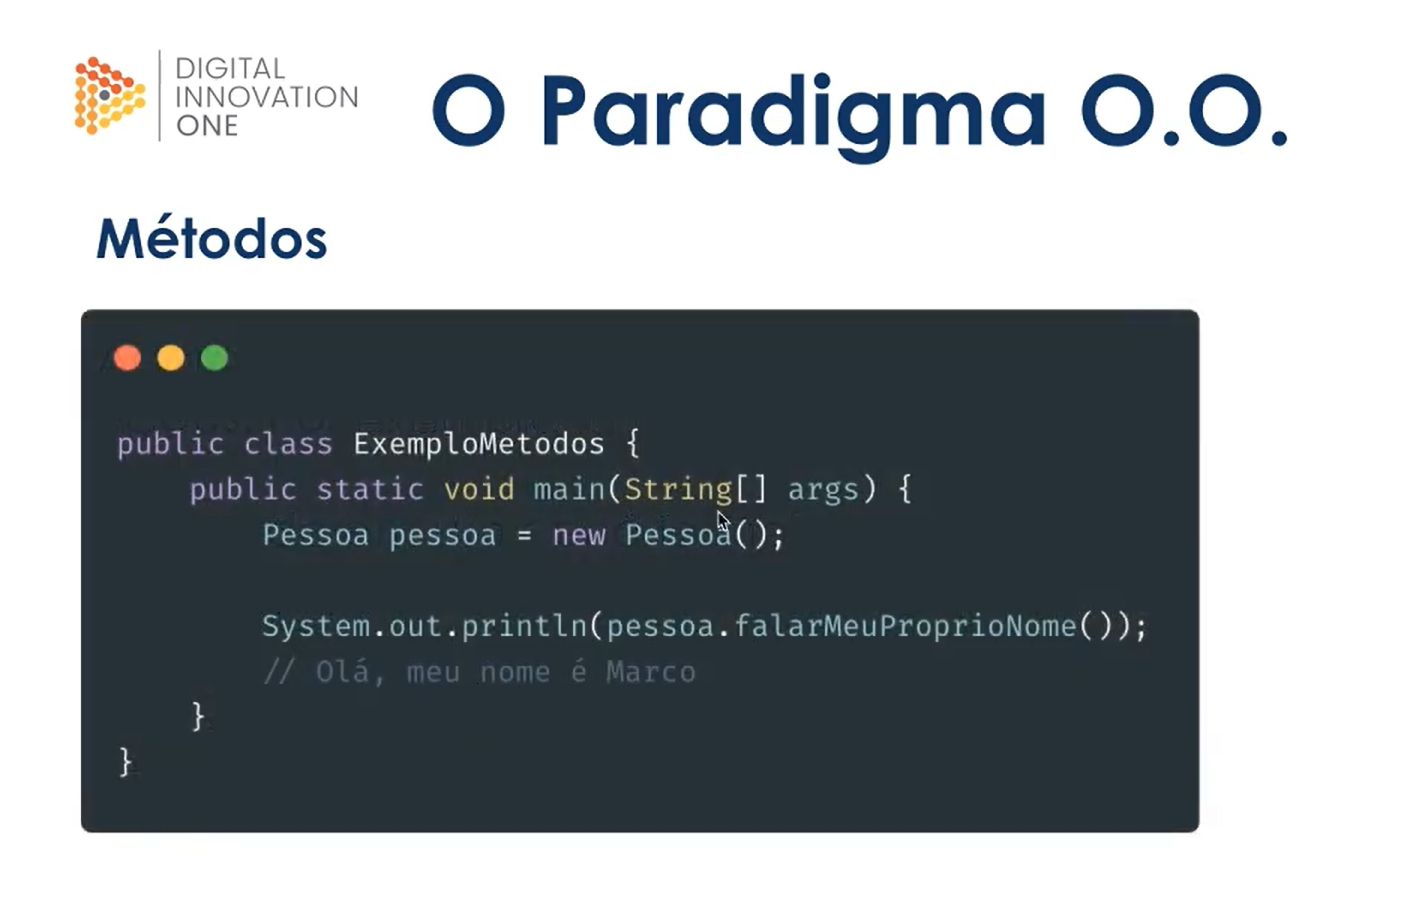 DIGITAL
INNOVATION
ONE
O Paradigma O.O.
Métodos
public class ExemploMetodos {
    public static void main(String[] args) {
        Pessoa pessoa = new Pessoa();
        System.out.println(pessoa.falarMeuProprioNome());
        // Olá, meu nome é Marco
    }
}